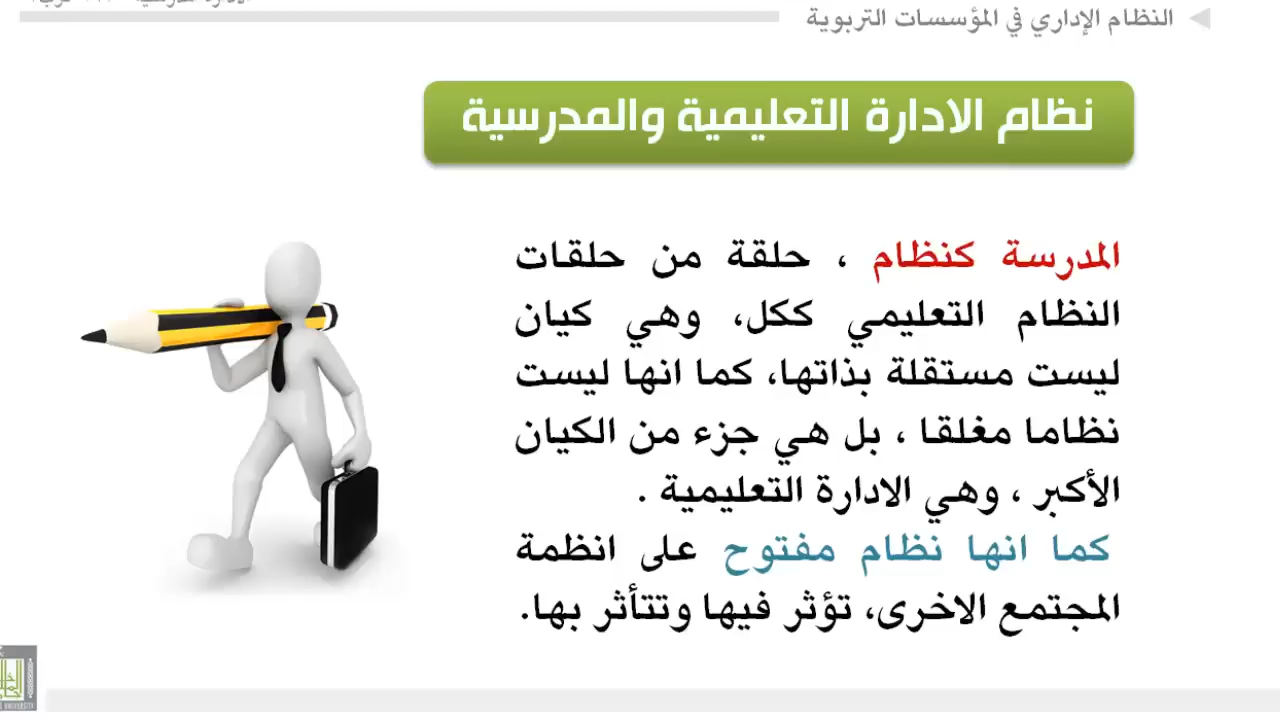 النظام الإداري في المؤسسات التربوية
نظام الادارة التعليمية والمدرسية
المدرسة كنظام ، حلقة من حلقات
النظام التعليمي ككل، وهي كيان
ليست مستقلة بذاتها، كما انها ليست
نظاما مغلقا ، بل هي جزء من الكيان
الأكبر ، وهي الادارة التعليمية .
كما انها نظام مفتوح على انظمة
المجتمع الاخرى، تؤثر فيها وتتأثر بها.